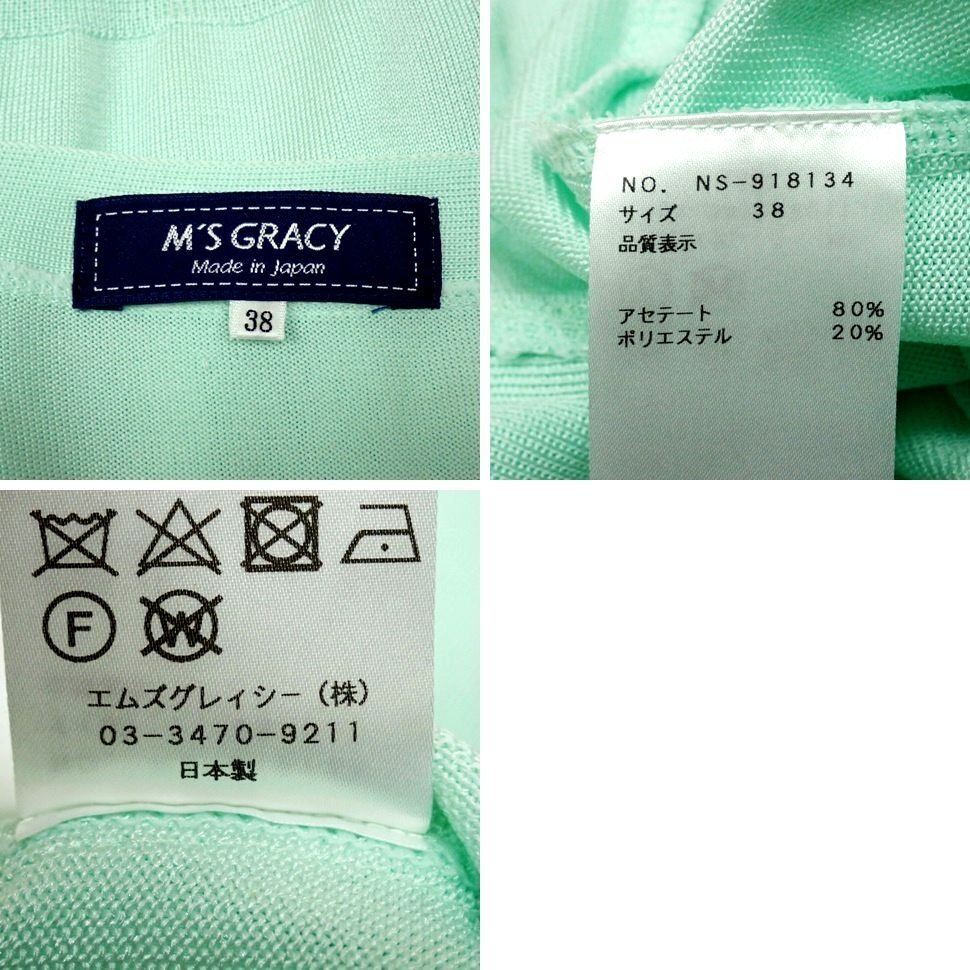 M'S GRACY
Made in Japan
38
NO. NS-918134
サイズ 38
品質表示
アセテート 80%
ポリエステル 20%
F
W
エムズグレィシー(株)
03-3470-9211
日本製